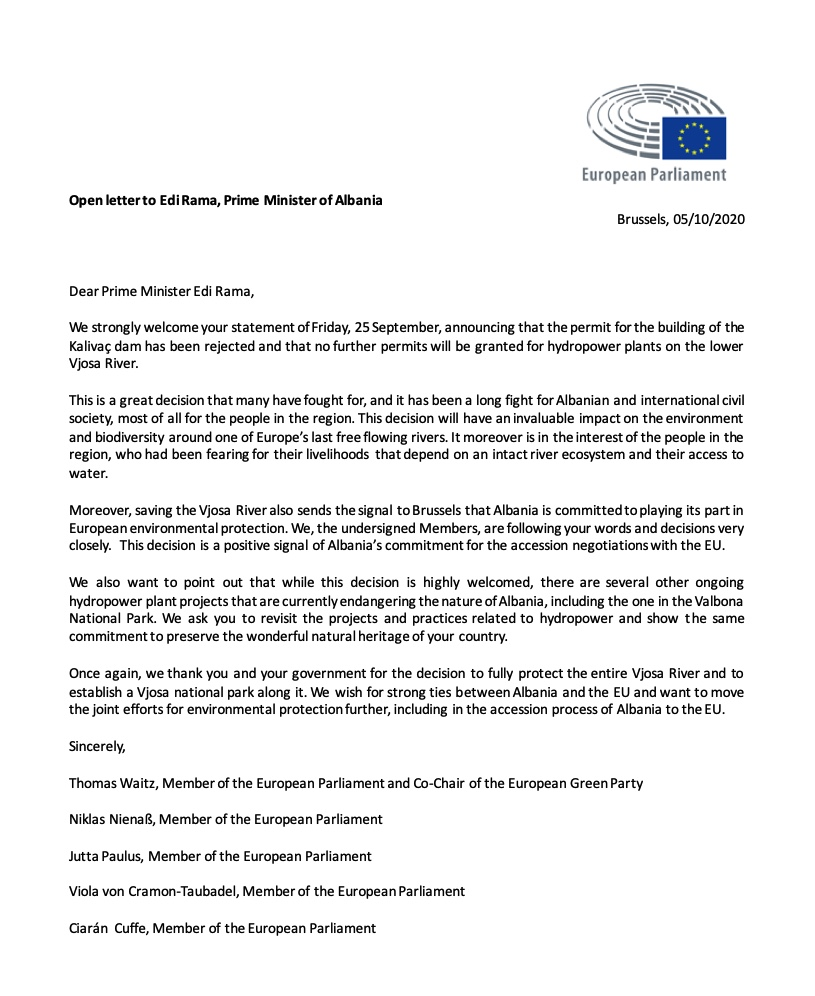 European Parliament
Open letter to Edi Rama, Prime Minister of Albania
Brussels, 05/10/2020
Dear Prime Minister Edi Rama,
We strongly welcome your statement of Friday, 25 September, announcing that the permit for the building of the
Kalivaç dam has been rejected and that no further permits will be granted for hydropower plants on the lower
Vjosa River.
This is a great decision that many have fought for, and it has been a long fight for Albanian and international civil
society, most of all for the people in the region. This decision will have an invaluable impact on the environment
and biodiversity around one of Europe's last free flowing rivers. It moreover is in the interest of the people in the
region, who had been fearing for their livelihoods that depend on an intact river ecosystem and their access to
water.
Moreover, saving the Vjosa River also sends the signal to Brussels that Albania is committed to playing its part in
European environmental protection. We, the undersigned Members, are following your words and decisions very
closely. This decision is a positive signal of Albania's commitment for the accession negotiations with the EU.
We also want to point out that while this decision is highly welcomed, there are several other ongoing
hydropower plant projects that are currently endangering the nature of Albania, including the one in the Valbona
National Park. We ask you to revisit the projects and practices related to hydropower and show the same
commitment to preserve the wonderful natural heritage of your country.
Once again, we thank you and your government for the decision to fully protect the entire Vjosa River and to
establish a Vjosa national park along it. We wish for strong ties between Albania and the EU and want to move
the joint efforts for environmental protection further, including in the accession process of Albania to the EU.
Sincerely,
Thomas Waitz, Member of the European Parliament and Co-Chair of the European Green Party
Niklas Nienaß, Member of the European Parliament
Jutta Paulus, Member of the European Parliament
Viola von Cramon-Taubadel, Member of the European Parliament
Ciarán Cuffe, Member of the European Parliament